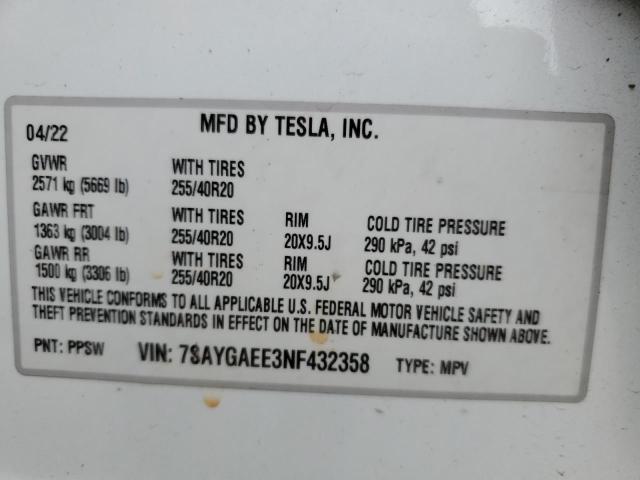 04/22 MFD BY TESLA, INC.
GVWR WITH TIRES
2571 kg (5669 lb) 255/40R20
GAWR FRT WITH TIRES RIM COLD TIRE PRESSURE
1363 kg (3004 lb) 255/40R20 20X9.5J 290 kPa, 42 psi
GAWR RR WITH TIRES RIM COLD TIRE PRESSURE
1500 kg (3306 lb) 255/40R20 20X9.5J 290 kPa, 42 psi
THIS VEHICLE CONFORMS TO ALL APPLICABLE U.S. FEDERAL MOTOR VEHICLE SAFETY AND
THEFT PREVENTION STANDARDS IN EFFECT ON THE DATE OF MANUFACTURE SHOWN ABOVE.
PNT: PPSW VIN: 7SAYGAEE3NF432358 TYPE: MPV